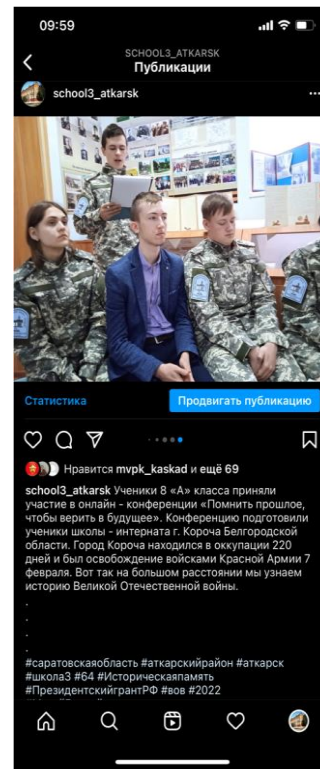 09:59
SCHOOL3_ATKARSK
Публикации
school3_atkarsk
Статистика
Продвигать публикацию
Нравится mvpk_kaskad и ещё 69
school3_atkarsk Ученики 8 «А» класса приняли
участие в онлайн - конференции «Помнить прошлое,
чтобы верить в будущее». Конференцию подготовили
ученики школы - интерната г. Короча Белгородской
области. Город Короча находился в оккупации 220
дней и был освобождение войсками Красной Армии 7
февраля. Вот так на большом расстоянии мы узнаем
историю Великой Отечественной войны.
.
.
.
.
#саратовскаяобласть #аткарскийрайон #аткарск
#школа3 #64 #Историческаяпамять
#ПрезидентскийгрантРФ #вов #2022